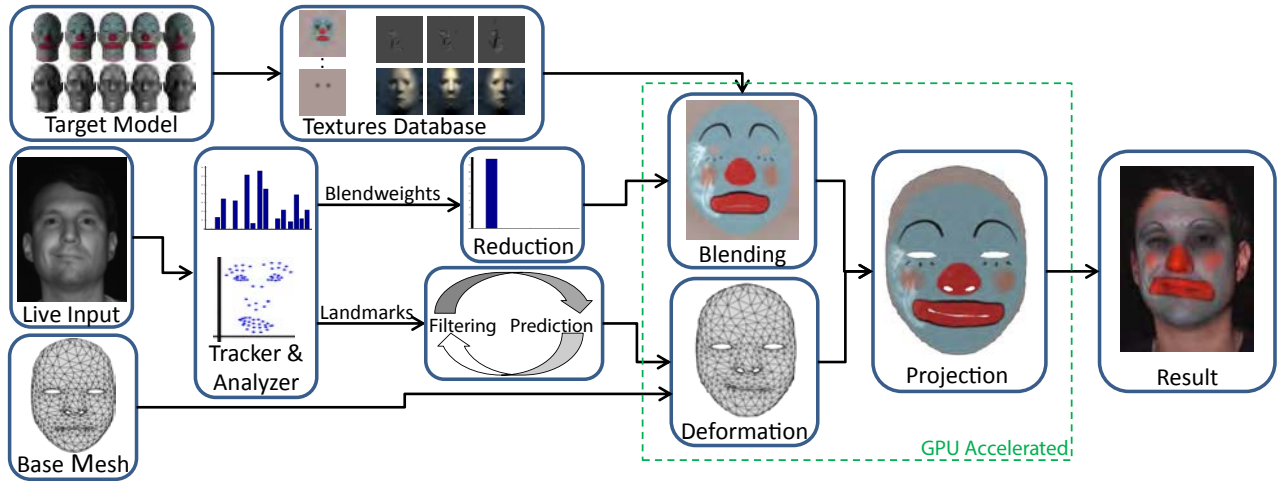 Target Model
Textures Database
Live Input
Tracker &
Analyzer
Blendweights
Reduction
Landmarks
Filtering
Prediction
Base Mesh
Blending
Deformation
GPU Accelerated
Projection
Result